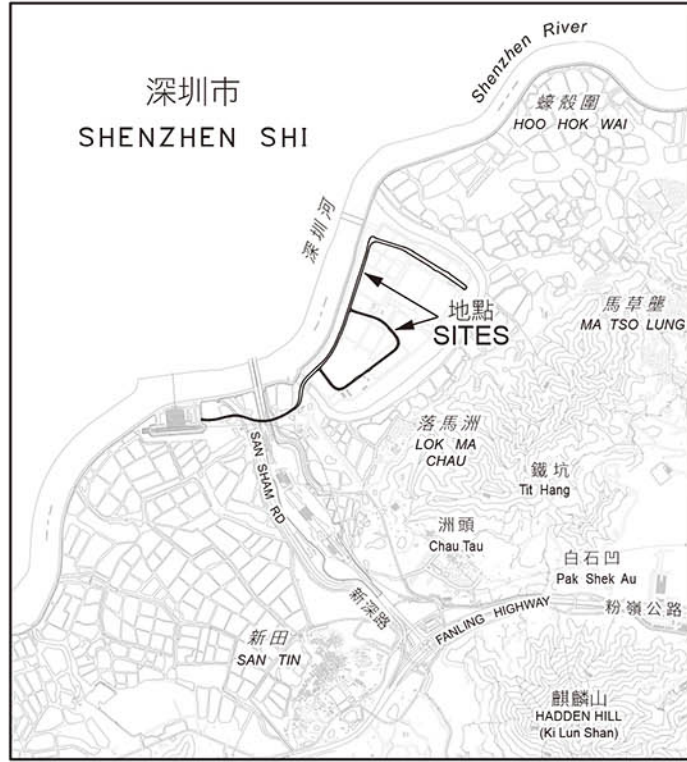 Shenzhen River
深圳市
SHENZHEN SHI
蠔殼圍
HOO HOK WAI
深圳河
地點
SITES
馬草壟
MA TSO LUNG
落馬洲
LOK MA
CHAU
SAN SHAM RD
鐵坑
Tit Hang
洲頭
Chau Tau
白石凹
Pak Shek Au
新深路
FANLING HIGHWAY
粉嶺公路
新田
SAN TIN
麒麟山
HADDEN HILL
(Ki Lun Shan)